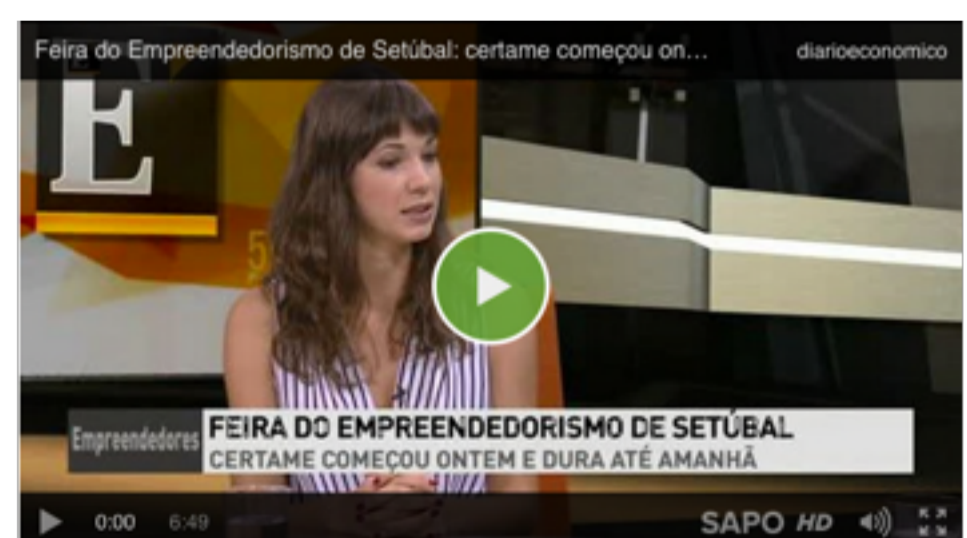 Feira do Empreendedorismo de Setúbal: certame começou on...
diarioeconomico
E
5
Empreendedores
FEIRA DO EMPREENDEDORISMO DE SETÚBAL
CERTAME COMEÇOU ONTEM E DURA ATÉ AMANHÃ
0:00 6:49
SAPO HD